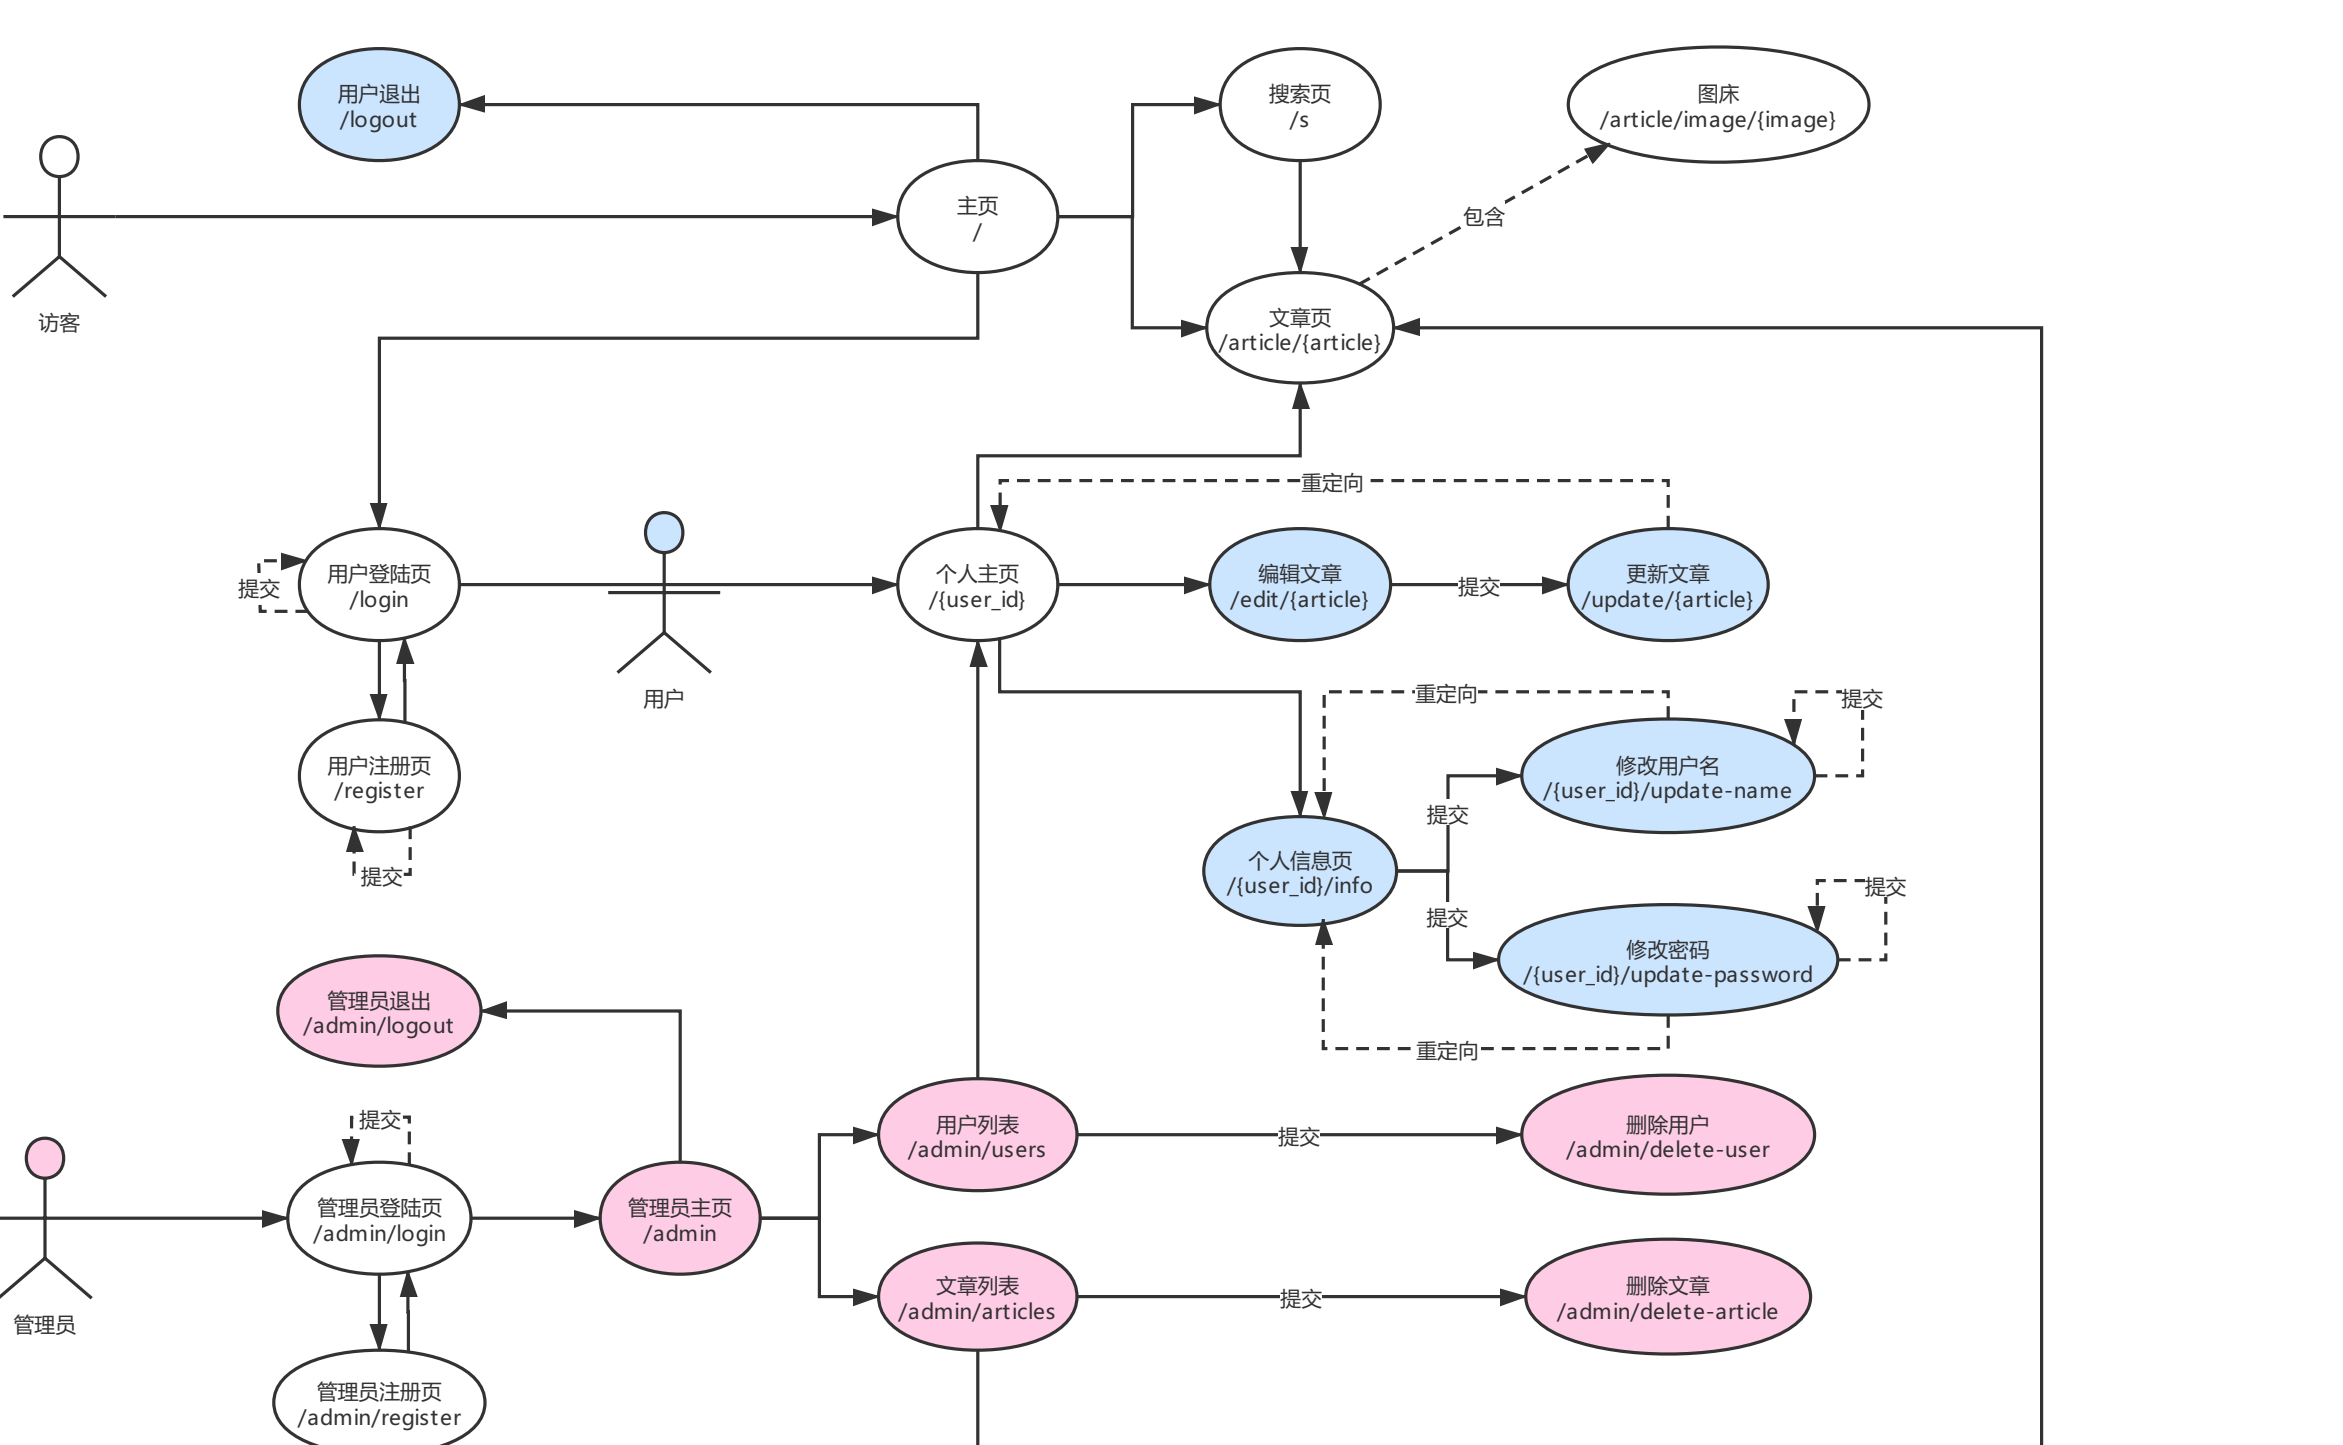 用户退出
/logout
搜索页
/s
图床
/article/image/{image}
主页
/
包含
访客
文章页
/article/{article}
重定向
用户登陆页
/login
提交
个人主页
/{user_id}
编辑文章
/edit/{article}
提交
更新文章
/update/{article}
用户
重定向
提交
用户注册页
/register
修改用户名
/{user_id}/update-name
提交
提交
个人信息页
/{user_id}/info
提交
提交
修改密码
/{user_id}/update-password
管理员退出
/admin/logout
重定向
提交
用户列表
/admin/users
提交
删除用户
/admin/delete-user
管理员登陆页
/admin/login
管理员主页
/admin
文章列表
/admin/articles
提交
删除文章
/admin/delete-article
管理员
管理员注册页
/admin/register